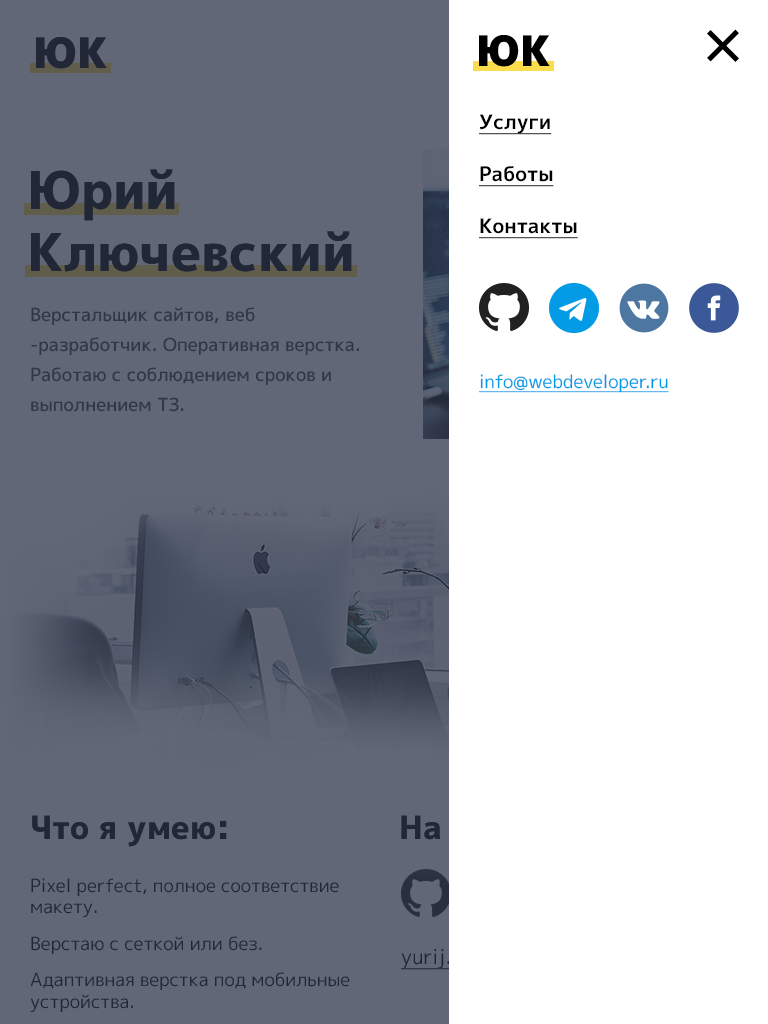 ЮК
Юрий
Ключевский
Верстальщик сайтов, веб
-разработчик. Оперативная верстка.
Работаю с соблюдением сроков и
выполнением ТЗ.
Что я умею:
Pixel perfect, полное соответствие
макету.
Верстаю с сеткой или без.
Адаптивная верстка под мобильные
устройства.
На
yurij.
ЮК
Услуги
Работы
Контакты
info@webdeveloper.ru